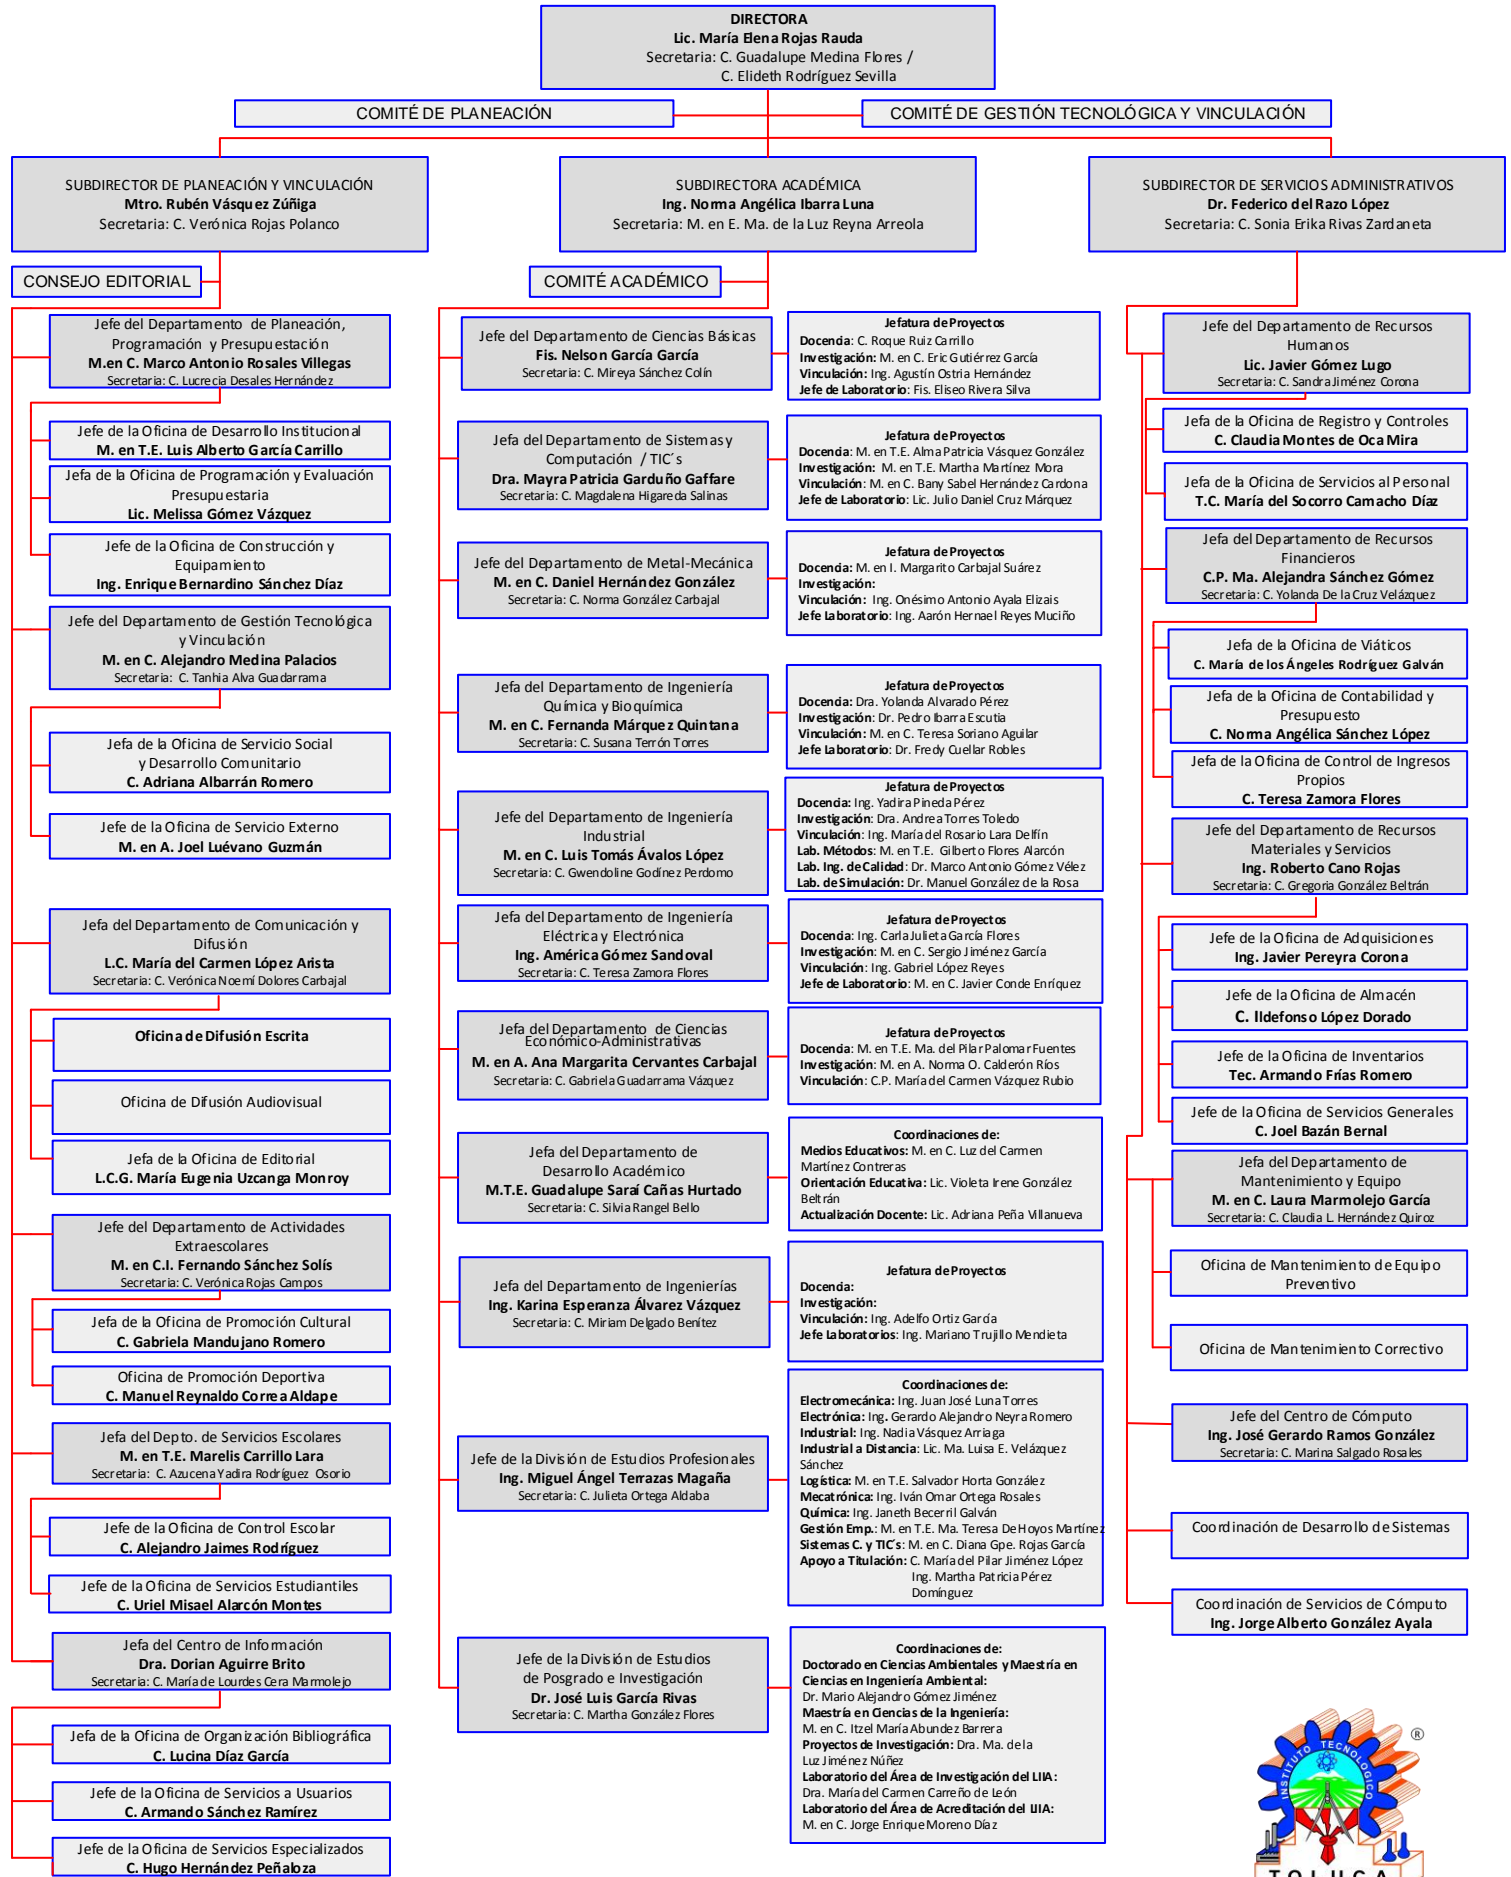 DIRECTORA
Lic. María Elena Rojas Rauda
Secretaria: C. Guadalupe Medina Flores /
C. Elideth Rodríguez Sevilla
COMITÉ DE PLANEACIÓN
COMITÉ DE GESTIÓN TECNOLÓGICA Y VINCULACIÓN
SUBDIRECTOR DE PLANEACIÓN Y VINCULACIÓN
Mtro. Rubén Vásquez Zúñiga
Secretaria: C. Verónica Rojas Polanco
SUBDIRECTORA ACADÉMICA
Ing. Norma Angélica Ibarra Luna
Secretaria: M. en E. Ma. de la Luz Reyna Arreola
SUBDIRECTOR DE SERVICIOS ADMINISTRATIVOS
Dr. Federico del Razo López
Secretaria: C. Sonia Erika Rivas Zardaneta
CONSEJO EDITORIAL
Jefe del Departamento de Planeación,
Programación y Presupuestación
M.en C. Marco Antonio Rosales Villegas
Secretaria: C. Lucrecia Desales Hernández
Jefe de la Oficina de Desarrollo Institucional
M. en T.E. Luis Alberto García Carrillo
Jefa de la Oficina de Programación y Evaluación
Presupuestaria
Lic. Melissa Gómez Vázquez
Jefe de la Oficina de Construcción y
Equipamiento
Ing. Enrique Bernardino Sánchez Díaz
Jefe del Departamento de Gestión Tecnológica
y Vinculación
M. en C. Alejandro Medina Palacios
Secretaria: C. Tanhia Alva Guadarrama
Jefa de la Oficina de Servicio Social
y Desarrollo Comunitario
C. Adriana Albarrán Romero
Jefe de la Oficina de Servicio Externo
M. en A. Joel Luévano Guzmán
Jefa del Departamento de Comunicación y
Difusión
L.C. María del Carmen López Arista
Secretaria: C. Verónica Noemí Dolores Carbajal
Oficina de Difusión Escrita
Oficina de Difusión Audiovisual
Jefa de la Oficina de Editorial
L.C.G. María Eugenia Uzcanga Monroy
Jefe del Departamento de Actividades
Extraescolares
M. en C.I. Fernando Sánchez Solís
Secretaria: C. Verónica Rojas Campos
Jefa de la Oficina de Promoción Cultural
C. Gabriela Mandujano Romero
Oficina de Promoción Deportiva
C. Manuel Reynaldo Correa Aldape
Jefa del Depto. de Servicios Escolares
M. en T.E. Marelis Carrillo Lara
Secretaria: C. Azucena Yadira Rodríguez Osorio
Jefe de la Oficina de Control Escolar
C. Alejandro Jaimes Rodríguez
Jefe de la Oficina de Servicios Estudiantiles
C. Uriel Misael Alarcón Montes
Jefa del Centro de Información
Dra. Dorian Aguirre Brito
Secretaria: C. María de Lourdes Cera Marmolejo
Jefa de la Oficina de Organización Bibliográfica
C. Lucina Díaz García
Jefe de la Oficina de Servicios a Usuarios
C. Armando Sánchez Ramírez
Jefe de la Oficina de Servicios Especializados
C. Hugo Hernández Peñaloza
COMITÉ ACADÉMICO
Jefe del Departamento de Ciencias Básicas
Fis. Nelson García García
Secretaria: C. Mireya Sánchez Colín
Jefatura de Proyectos
Docencia: C. Roque Ruiz Carrillo
Investigación: M. en C. Eric Gutiérrez García
Vinculación: Ing. Agustín Ostria Hernández
Jefe de Laboratorio: Fis. Eliseo Rivera Silva
Jefa del Departamento de Sistemas y
Computación / TIC´s
Dra. Mayra Patricia Garduño Gaffare
Secretaria: C. Magdalena Higareda Salinas
Jefatura de Proyectos
Docencia: M. en T.E. Alma Patricia Vásquez González
Investigación: M. en T.E. Martha Martínez Mora
Vinculación: M. en C. Bany Sabel Hernández Cardona
Jefe de Laboratorio: Lic. Julio Daniel Cruz Márquez
Jefe del Departamento de Metal-Mecánica
M. en C. Daniel Hernández González
Secretaria: C. Norma González Carbajal
Jefatura de Proyectos
Docencia: M. en I. Margarito Carbajal Suárez
Investigación:
Vinculación: Ing. Onésimo Antonio Ayala Elizais
Jefe Laboratorio: Ing. Aarón Hernael Reyes Muciño
Jefa del Departamento de Ingeniería
Química y Bioquímica
M. en C. Fernanda Márquez Quintana
Secretaria: C. Susana Terrón Torres
Jefatura de Proyectos
Docencia: Dra. Yolanda Alvarado Pérez
Investigación: Dr. Pedro Ibarra Escutia
Vinculación: M. en C. Teresa Soriano Aguilar
Jefe Laboratorio: Dr. Fredy Cuellar Robles
Jefe del Departamento de Ingeniería
Industrial
M. en C. Luis Tomás Ávalos López
Secretaria: C. Gwendoline Godínez Perdomo
Jefatura de Proyectos
Docencia: Ing. Yadira Pineda Pérez
Investigación: Dra. Andrea Torres Toledo
Vinculación: Ing. María del Rosario Lara Delfín
Lab. Métodos: M. en T.E. Gilberto Flores Alarcón
Lab. Ing. de Calidad: Dr. Marco Antonio Gómez Vélez
Lab. de Simulación: Dr. Manuel González de la Rosa
Jefa del Departamento de Ingeniería
Eléctrica y Electrónica
Ing. América Gómez Sandoval
Secretaria: C. Teresa Zamora Flores
Jefatura de Proyectos
Docencia: Ing. Carla Julieta García Flores
Investigación: M. en C. Sergio Jiménez García
Vinculación: Ing. Gabriel López Reyes
Jefe de Laboratorio: M. en C. Javier Conde Enríquez
Jefa del Departamento de Ciencias
Económico-Administrativas
M. en A. Ana Margarita Cervantes Carbajal
Secretaria: C. Gabriela Guadarrama Vázquez
Jefatura de Proyectos
Docencia: M. en T.E. Ma. del Pilar Palomar Fuentes
Investigación: M. en A. Norma O. Calderón Ríos
Vinculación: C.P. María del Carmen Vázquez Rubio
Jefa del Departamento de
Desarrollo Académico
M.T.E. Guadalupe Saraí Cañas Hurtado
Secretaria: C. Silvia Rangel Bello
Coordinaciones de:
Medios Educativos: M. en C. Luz del Carmen
Martínez Contreras
Orientación Educativa: Lic. Violeta Irene González
Beltrán
Actualización Docente: Lic. Adriana Peña Villanueva
Jefa del Departamento de Ingenierías
Ing. Karina Esperanza Álvarez Vázquez
Secretaria: C. Miriam Delgado Benítez
Jefatura de Proyectos
Docencia:
Investigación:
Vinculación: Ing. Adelfo Ortiz García
Jefe Laboratorios: Ing. Mariano Trujillo Mendieta
Jefe de la División de Estudios Profesionales
Ing. Miguel Ángel Terrazas Magaña
Secretaria: C. Julieta Ortega Aldaba
Coordinaciones de:
Electromecánica: Ing. Juan José Luna Torres
Electrónica: Ing. Gerardo Alejandro Neyra Romero
Industrial: Ing. Nadia Vásquez Arriaga
Industrial a Distancia: Lic. Ma. Luisa E. Velázquez
Sánchez
Logística: M. en T.E. Salvador Horta González
Mecatrónica: Ing. Iván Omar Ortega Rosales
Química: Ing. Janeth Becerril Galván
Gestión Emp.: M. en T.E. Ma. Teresa De Hoyos Martínez
Sistemas C. y TIC´s: M. en C. Diana Gpe. Rojas García
Apoyo a Titulación: C. María del Pilar Jiménez López
Ing. Martha Patricia Pérez
Domínguez
Jefe de la División de Estudios
de Posgrado e Investigación
Dr. José Luis García Rivas
Secretaria: C. Martha González Flores
Coordinaciones de:
Doctorado en Ciencias Ambientales y Maestría en
Ciencias en Ingeniería Ambiental:
Dr. Mario Alejandro Gómez Jiménez
Maestría en Ciencias de la Ingeniería:
M. en C. Itzel María Abundez Barrera
Proyectos de Investigación: Dra. Ma. de la
Luz Jiménez Núñez
Laboratorio del Área de Investigación del LIIA:
Dra. María del Carmen Carreño de León
Laboratorio del Área de Acreditación del LIIA:
M. en C. Jorge Enrique Moreno Díaz
Jefe del Departamento de Recursos
Humanos
Lic. Javier Gómez Lugo
Secretaria: C. Sandra Jiménez Corona
Jefa de la Oficina de Registro y Controles
C. Claudia Montes de Oca Mira
Jefa de la Oficina de Servicios al Personal
T.C. María del Socorro Camacho Díaz
Jefa del Departamento de Recursos
Financieros
C.P. Ma. Alejandra Sánchez Gómez
Secretaria: C. Yolanda De la Cruz Velázquez
Jefa de la Oficina de Viáticos
C. María de los Ángeles Rodríguez Galván
Jefa de la Oficina de Contabilidad y
Presupuesto
C. Norma Angélica Sánchez López
Jefa de la Oficina de Control de Ingresos
Propios
C. Teresa Zamora Flores
Jefe del Departamento de Recursos
Materiales y Servicios
Ing. Roberto Cano Rojas
Secretaria: C. Gregoria González Beltrán
Jefe de la Oficina de Adquisiciones
Ing. Javier Pereyra Corona
Jefe de la Oficina de Almacén
C. Ildefonso López Dorado
Jefe de la Oficina de Inventarios
Tec. Armando Frías Romero
Jefe de la Oficina de Servicios Generales
C. Joel Bazán Bernal
Jefa del Departamento de
Mantenimiento y Equipo
M. en C. Laura Marmolejo García
Secretaria: C. Claudia L. Hernández Quiroz
Oficina de Mantenimiento de Equipo
Preventivo
Oficina de Mantenimiento Correctivo
Jefe del Centro de Cómputo
Ing. José Gerardo Ramos González
Secretaria: C. Marina Salgado Rosales
Coordinación de Desarrollo de Sistemas
Coordinación de Servicios de Cómputo
Ing. Jorge Alberto González Ayala
INSTITUTO TECNOLOGICO
®
TOLUCA